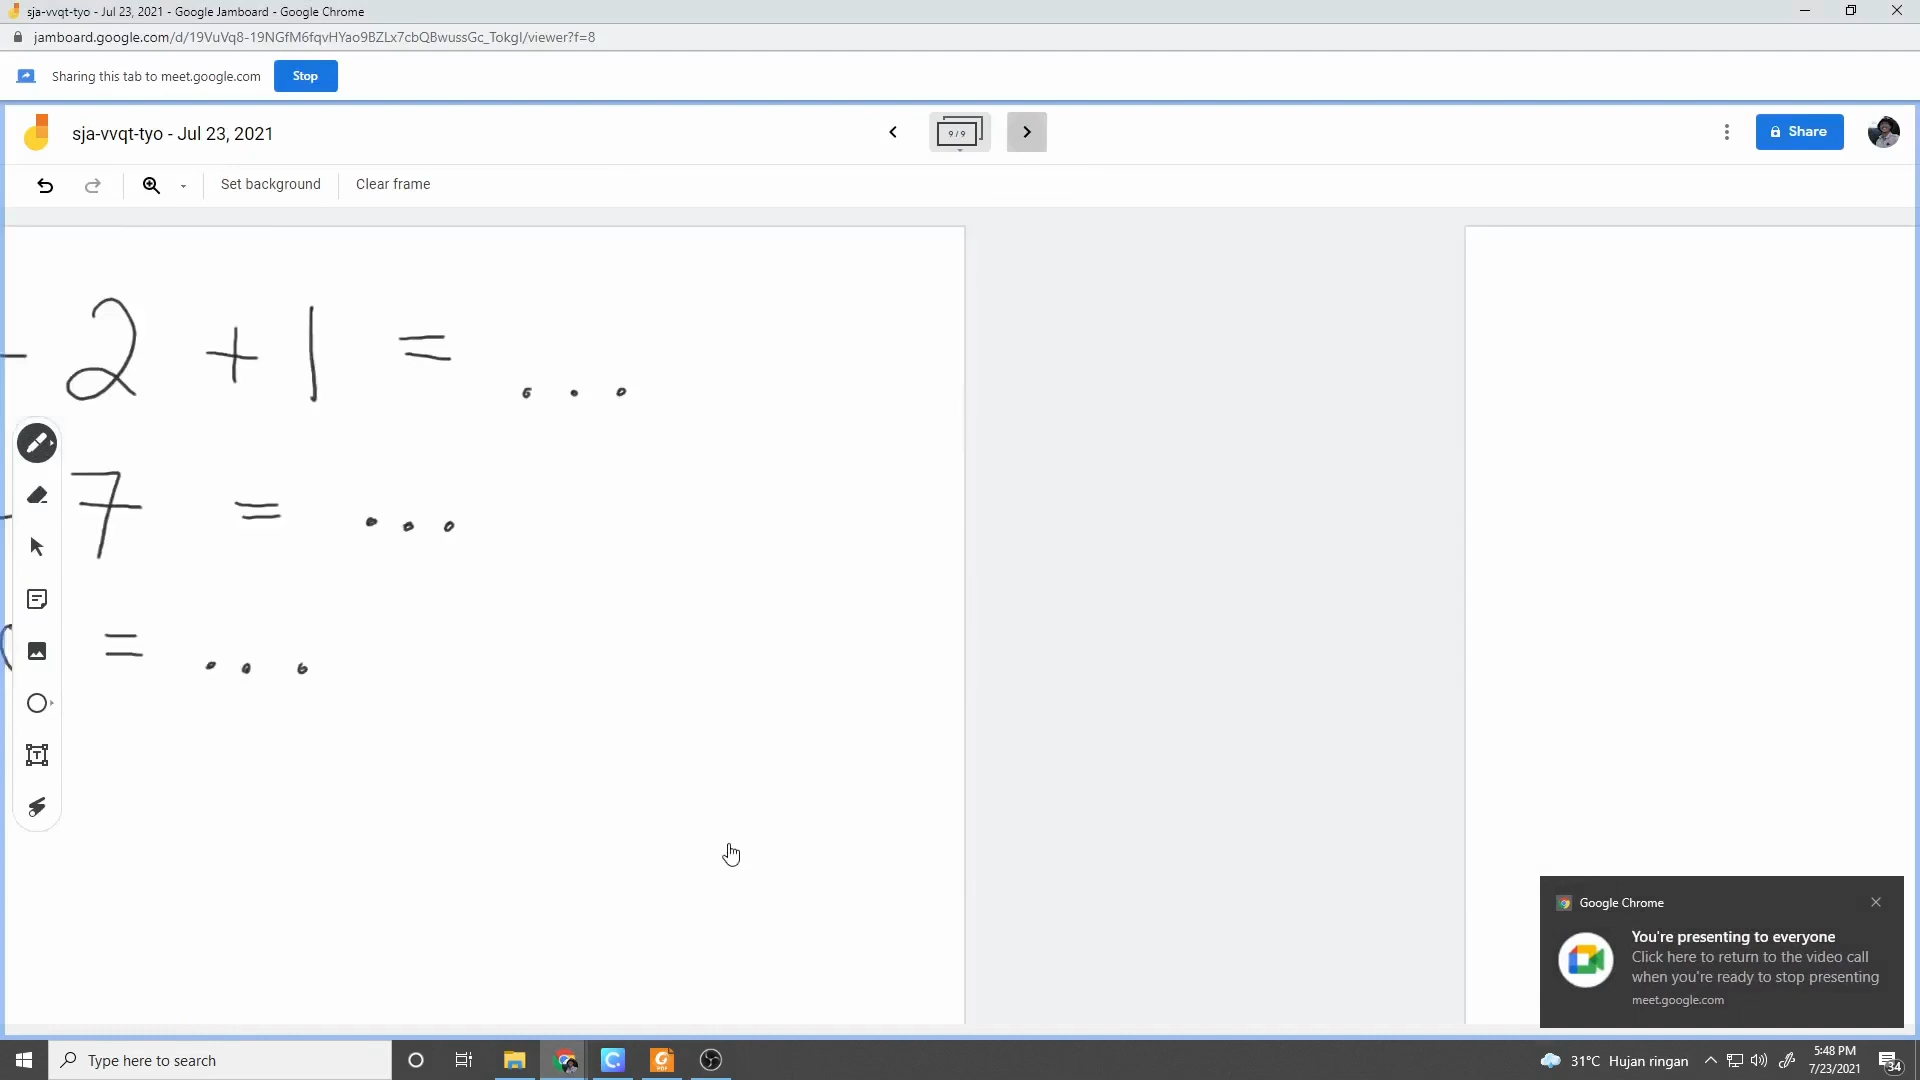 sja-vvqt-tyo - Jul 23, 2021 - Google Jamboard - Google Chrome
jamboard.google.com/d/19VuVq8-19NGfM6fqvHYao9BZLx7cbQBwussGc_TokgI/viewer?f=8
Sharing this tab to meet.google.com Stop
sja-vvqt-tyo - Jul 23, 2021
9/9
Share
Set background Clear frame
- 2 + 1 = ...
- 7 = ...
= ...
Google Chrome
You're presenting to everyone
Click here to return to the video call
when you're ready to stop presenting
meet.google.com
Type here to search
31°C Hujan ringan
5:48 PM
7/23/2021
34